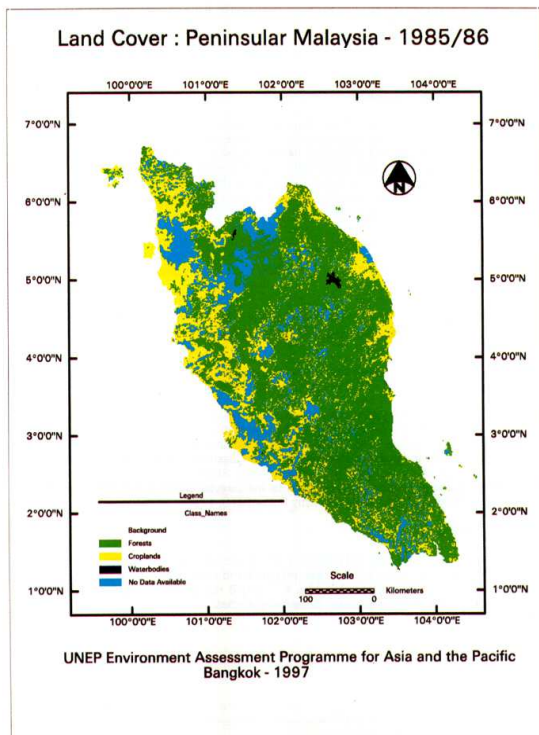 Land Cover : Peninsular Malaysia - 1985/86
100°0'0"E 101°0'0"E 102°0'0"E 103°0'0"E 104°0'0"E
7°0'0"N 7°0'0"N
N
6°0'0"N 6°0'0"N
5°0'0"N 5°0'0"N
4°0'0"N 4°0'0"N
3°0'0"N 3°0'0"N
2°0'0"N 2°0'0"N
1°0'0"N 1°0'0"N
Legend
Class_Names
Background
Forests
Croplands
Waterbodies
No Data Available
Scale
Kilometers
100 0
100°0'0"E 101°0'0"E 102°0'0"E 103°0'0"E 104°0'0"E
UNEP Environment Assessment Programme for Asia and the Pacific
Bangkok - 1997